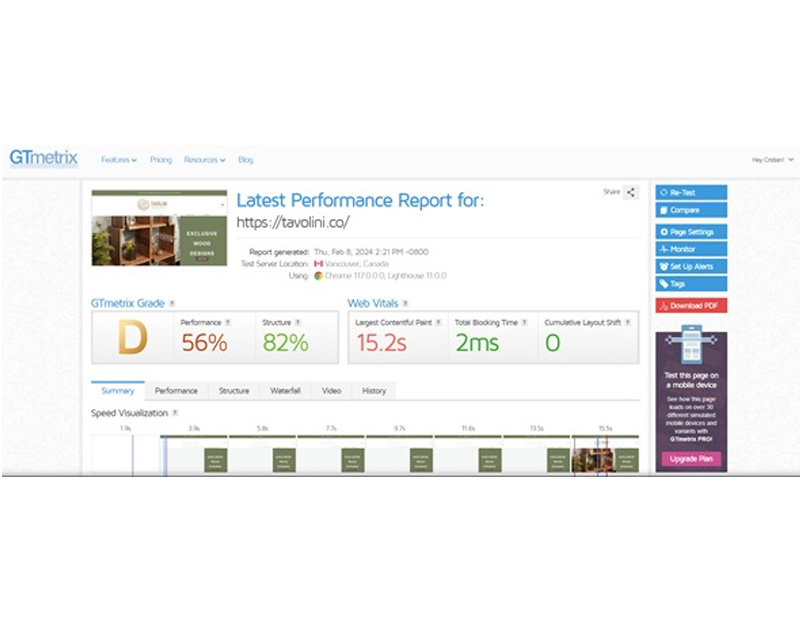 GTmetrix
Features Pricing Resources Blog
Hey Cristian!
TAVOLINI
EXCLUSIVE
WOOD
DESIGNS
Latest Performance Report for:
https://tavolini.co/
Share
Report generated: Thu, Feb 8, 2024 2:21 PM -0800
Test Server Location: Vancouver, Canada
Using: Chrome 117.0.0.0, Lighthouse 11.0.0
Re-Test
Compare
Page Settings
Monitor
Set Up Alerts
Tags
Download PDF
GTmetrix Grade ?
D
Performance ?
56%
Structure ?
82%
Web Vitals ?
Largest Contentful Paint ?
15.2s
Total Blocking Time ?
2ms
Cumulative Layout Shift ?
0
Test this page on
a mobile device
See how this page
loads on over 30
different simulated
mobile devices and
variants with
GTmetrix PRO!
Upgrade Plan
Summary Performance Structure Waterfall Video History
Speed Visualization ?
1.9s 3.9s 5.8s 7.7s 9.7s 11.6s 13.5s 15.5s